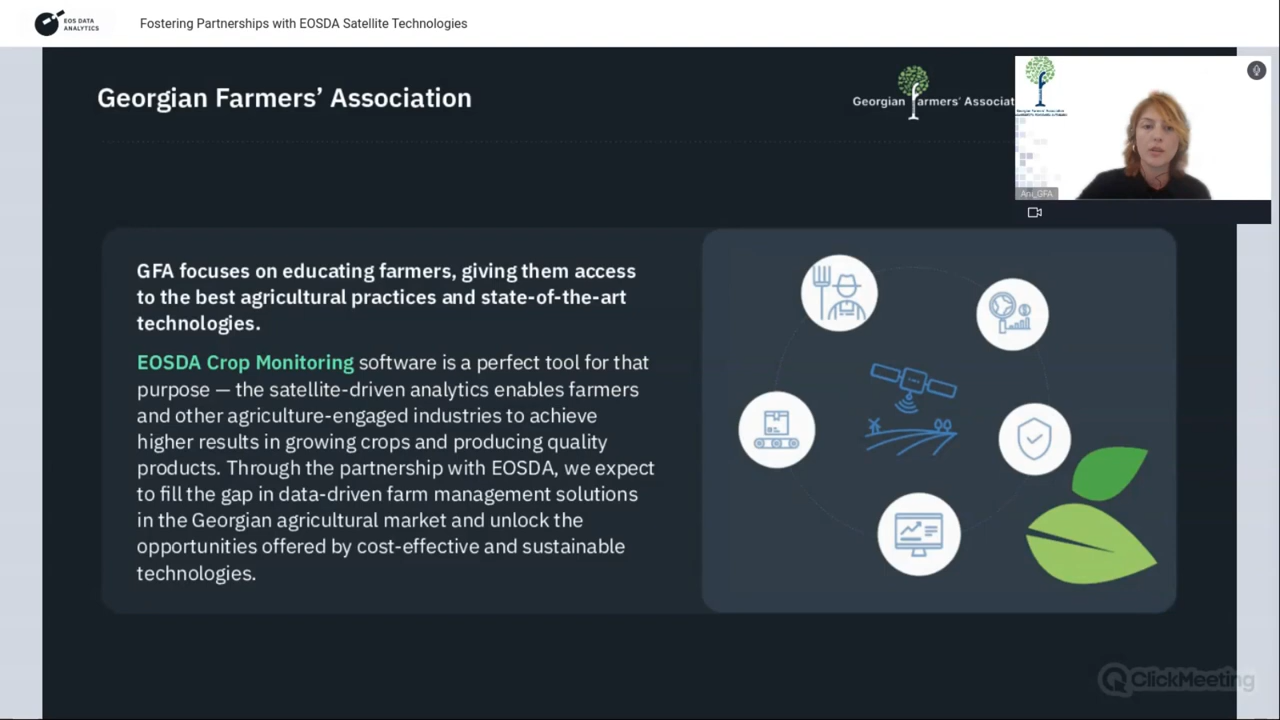 EOS DATA
ANALYTICS
Fostering Partnerships with EOSDA Satellite Technologies
Georgian Farmers’ Association
Georgian farmers’ Associat
Ani_GFA
GFA focuses on educating farmers, giving them access
to the best agricultural practices and state-of-the-art
technologies.
EOSDA Crop Monitoring software is a perfect tool for that
purpose — the satellite-driven analytics enables farmers
and other agriculture-engaged industries to achieve
higher results in growing crops and producing quality
products. Through the partnership with EOSDA, we expect
to fill the gap in data-driven farm management solutions
in the Georgian agricultural market and unlock the
opportunities offered by cost-effective and sustainable
technologies.
ClickMeeting